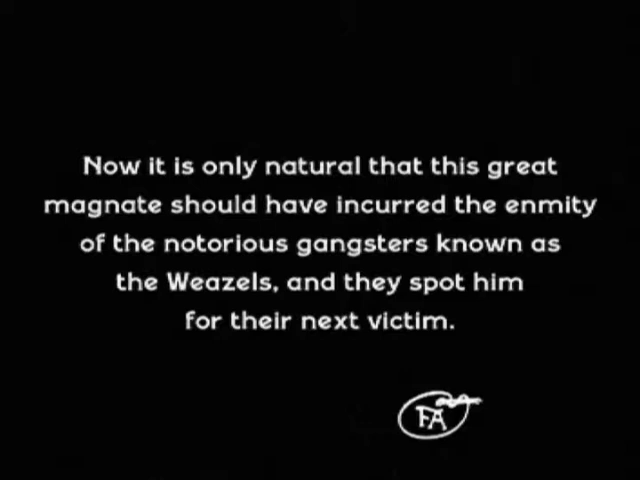 Now it is only natural that this great
magnate should have incurred the enmity
of the notorious gangsters known as
the Weazels, and they spot him
for their next victim.
FA